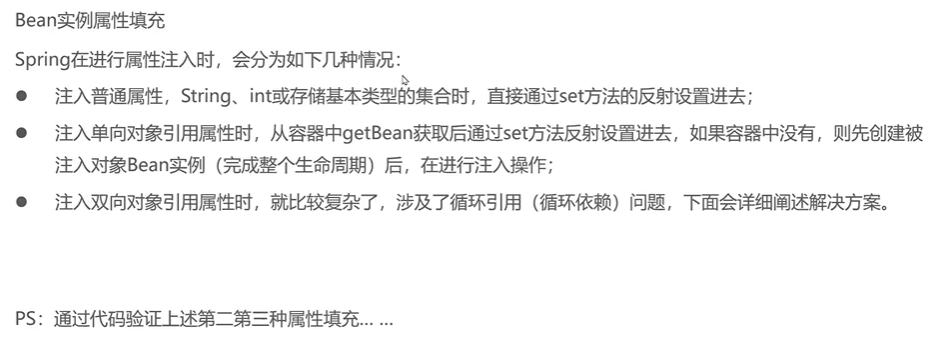 Bean实例属性填充
Spring在进行属性注入时，会分为如下几种情况：
● 注入普通属性，String、int或存储基本类型的集合时，直接通过set方法的反射设置进去；
● 注入单向对象引用属性时，从容器中getBean获取后通过set方法反射设置进去，如果容器中没有，则先创建被
注入对象Bean实例（完成整个生命周期）后，在进行注入操作；
● 注入双向对象引用属性时，就比较复杂了，涉及了循环引用（循环依赖）问题，下面会详细阐述解决方案。
PS：通过代码验证上述第二第三种属性填充... ...